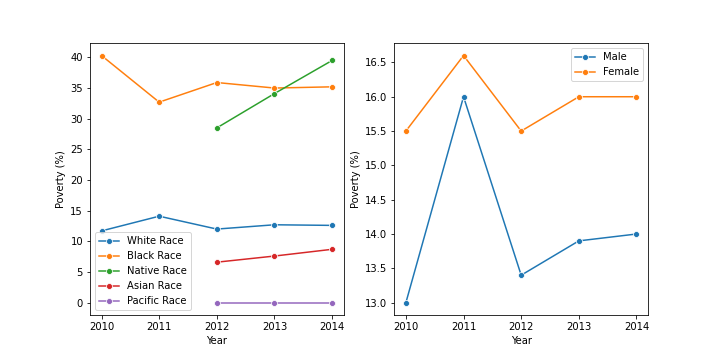 40
35
30
25
20
15
10
5
0
Poverty (%)
2010 2011 2012 2013 2014
Year
White Race
Black Race
Native Race
Asian Race
Pacific Race
16.5
16.0
15.5
15.0
14.5
14.0
13.5
13.0
Poverty (%)
2010 2011 2012 2013 2014
Year
Male
Female